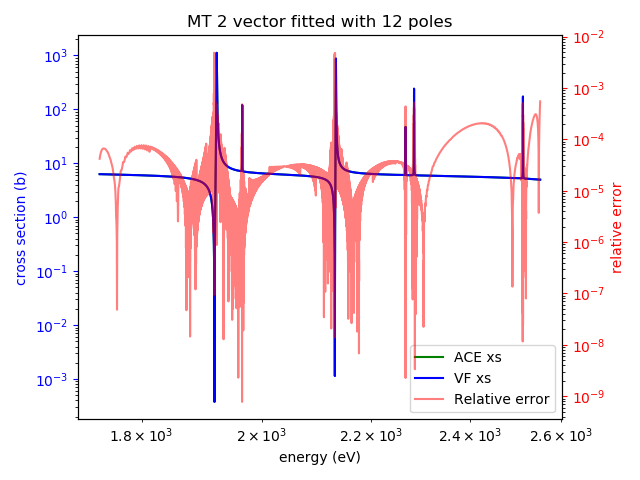 MT 2 vector fitted with 12 poles
cross section (b)
10³
10²
10¹
10⁰
10⁻¹
10⁻²
10⁻³
10⁻²
10⁻³
10⁻⁴
10⁻⁵
10⁻⁶
10⁻⁷
10⁻⁸
10⁻⁹
relative error
ACE xs
VF xs
Relative error
1.8 × 10³ 2 × 10³ 2.2 × 10³ 2.4 × 10³ 2.6 × 10³
energy (eV)